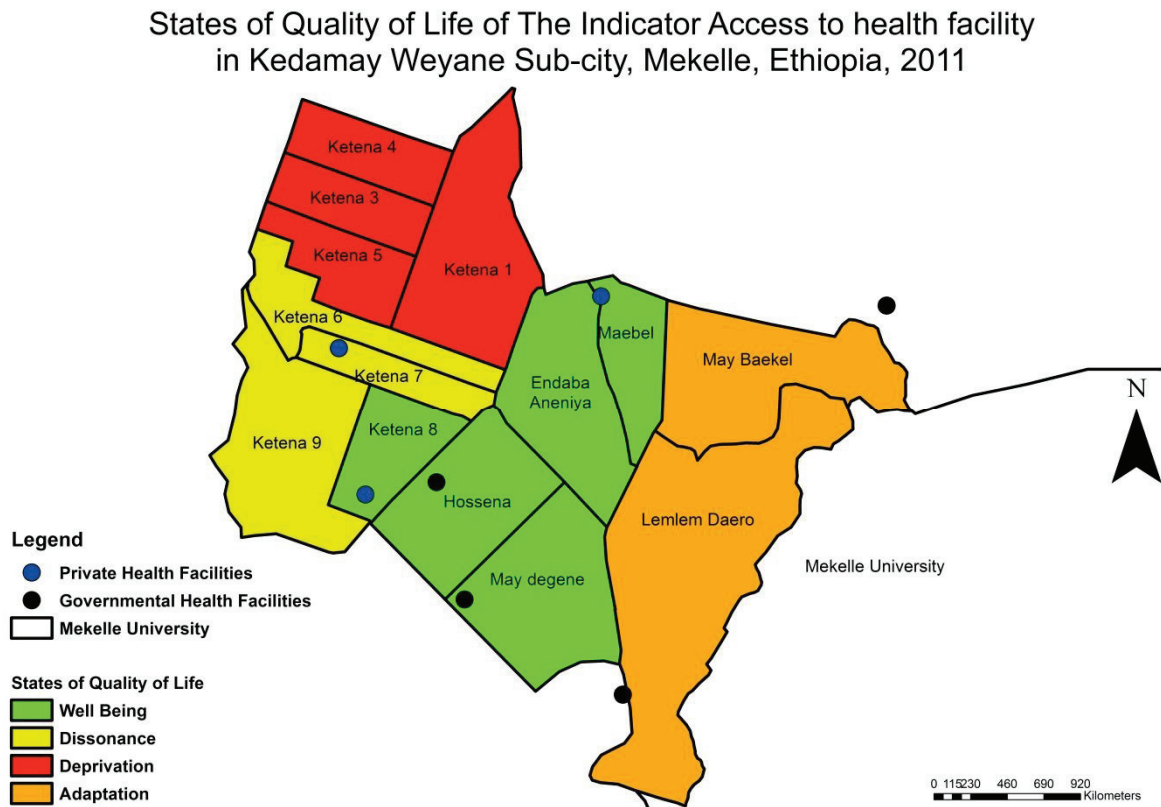 States of Quality of Life of The Indicator Access to health facility
in Kedamay Weyane Sub-city, Mekelle, Ethiopia, 2011
Ketena 4
Ketena 3
Ketena 5
Ketena 1
Ketena 6
Maebel
May Baekel
Ketena 7
Endaba
Aneniya
N
Ketena 8
Ketena 9
Hossena
Lemlem Daero
May degene
Mekelle University
Legend
Private Health Facilities
Governmental Health Facilities
Mekelle University
States of Quality of Life
Well Being
Dissonance
Deprivation
Adaptation
0 115230 460 690 920
Kilometers